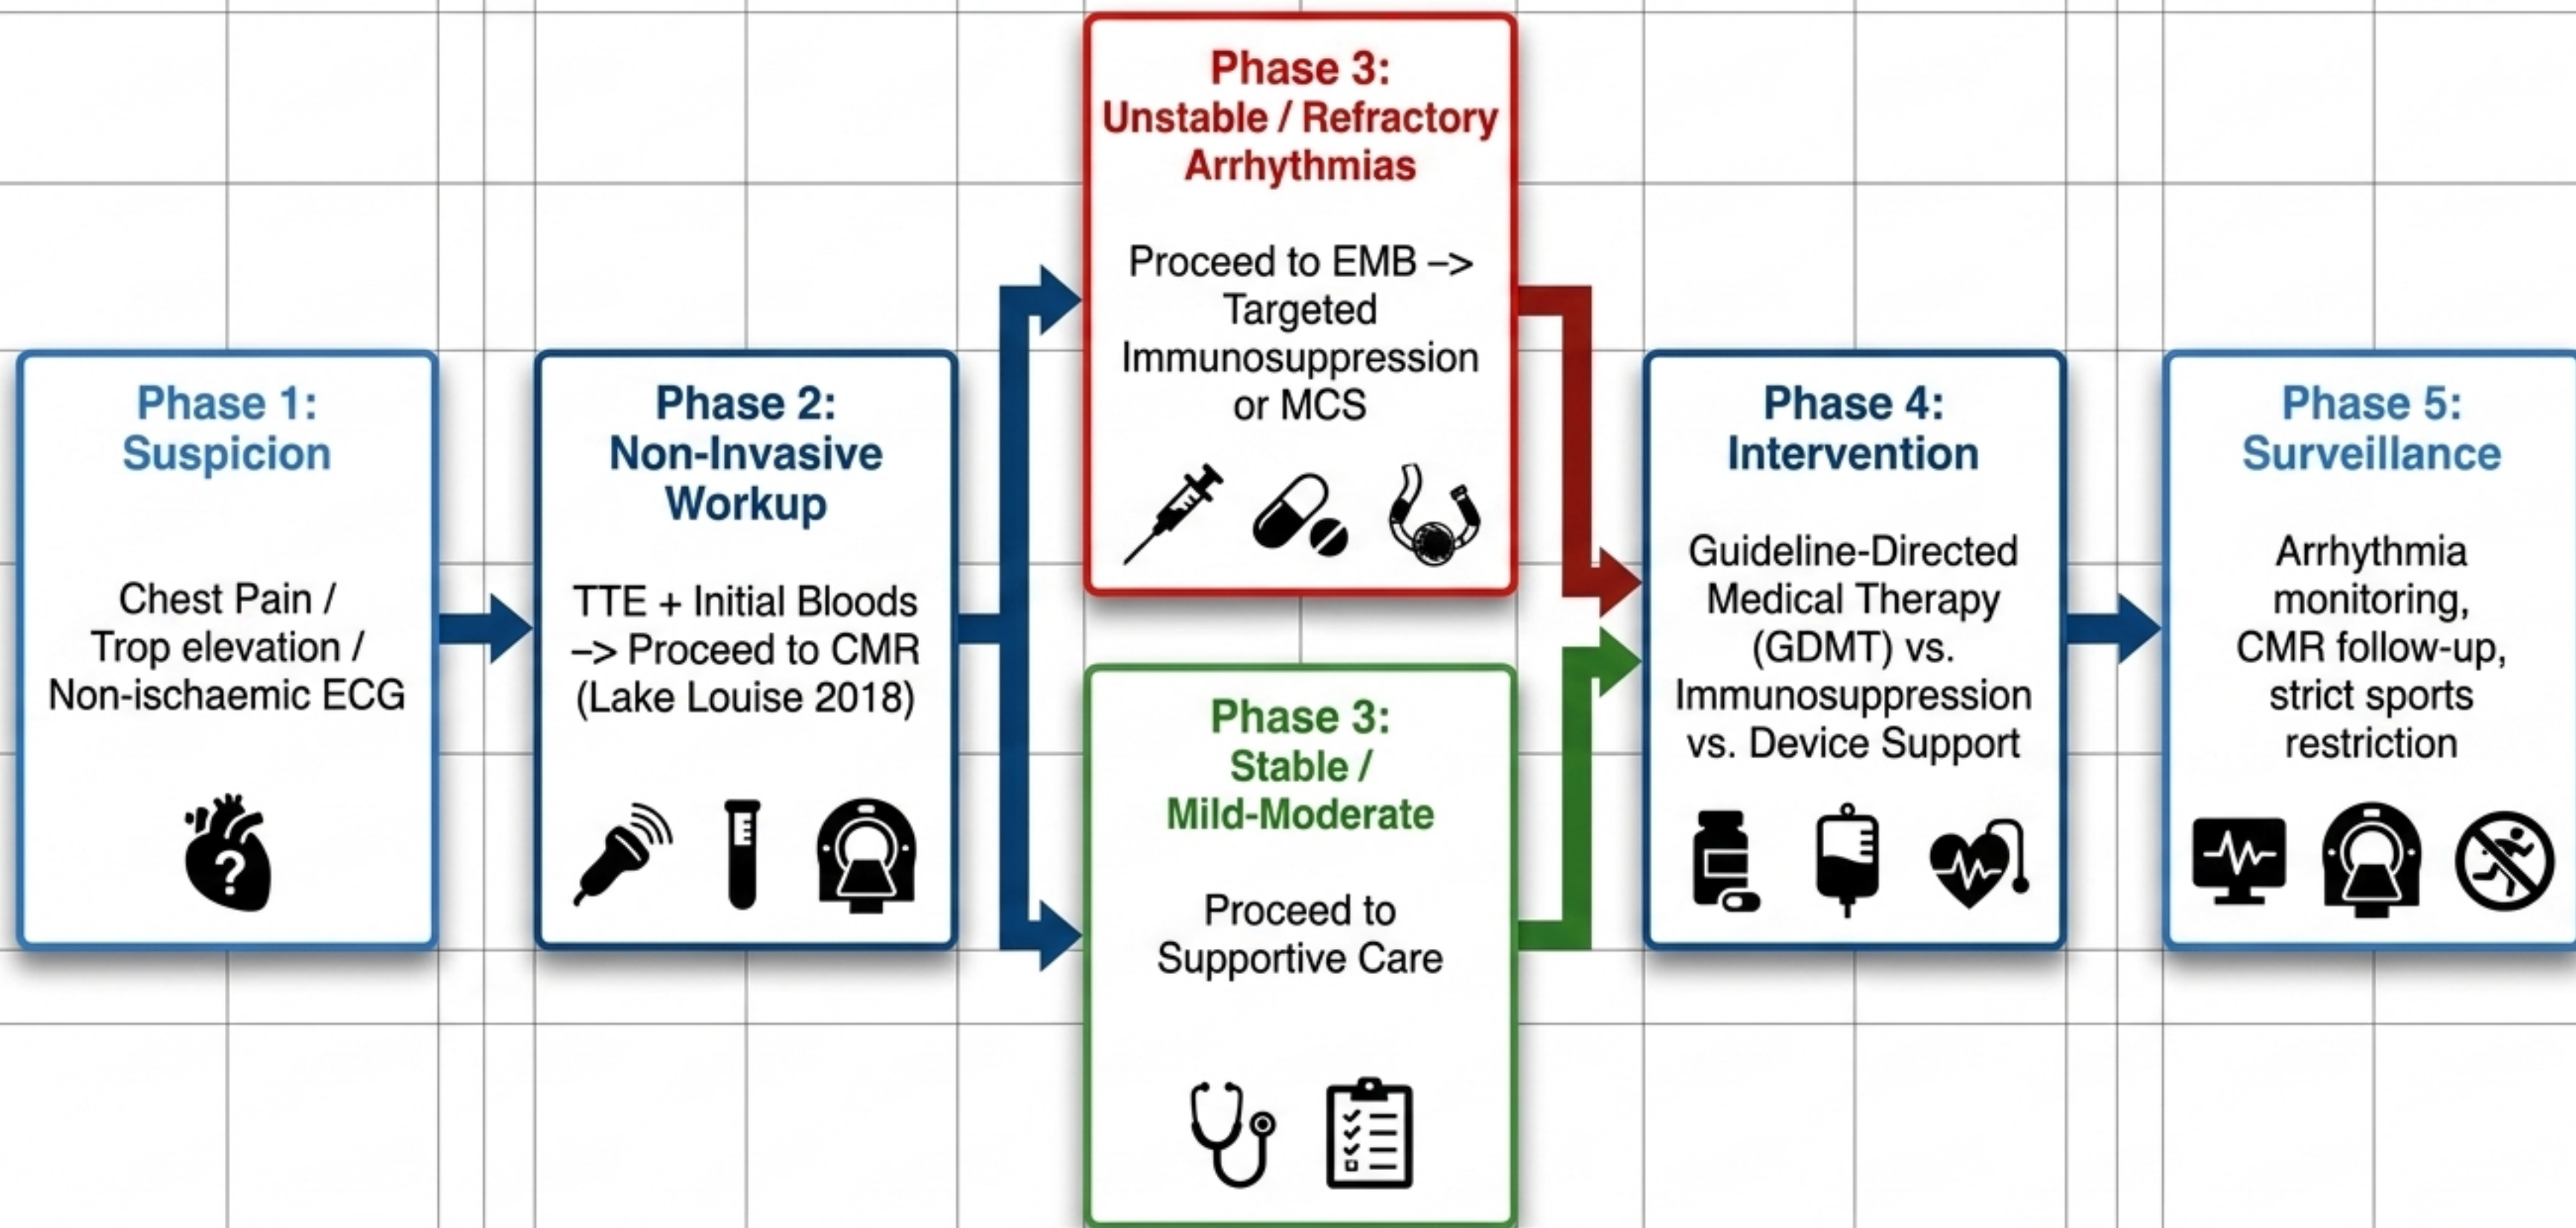 Phase 1:
Suspicion
Chest Pain /
Trop elevation /
Non-ischaemic ECG
?
Phase 2:
Non-Invasive
Workup
TTE + Initial Bloods
–> Proceed to CMR
(Lake Louise 2018)
Phase 3:
Unstable / Refractory
Arrhythmias
Proceed to EMB –>
Targeted
Immunosuppression
or MCS
Phase 3:
Stable /
Mild-Moderate
Proceed to
Supportive Care
Phase 4:
Intervention
Guideline-Directed
Medical Therapy
(GDMT) vs.
Immunosuppression
vs. Device Support
Phase 5:
Surveillance
Arrhythmia
monitoring,
CMR follow-up,
strict sports
restriction